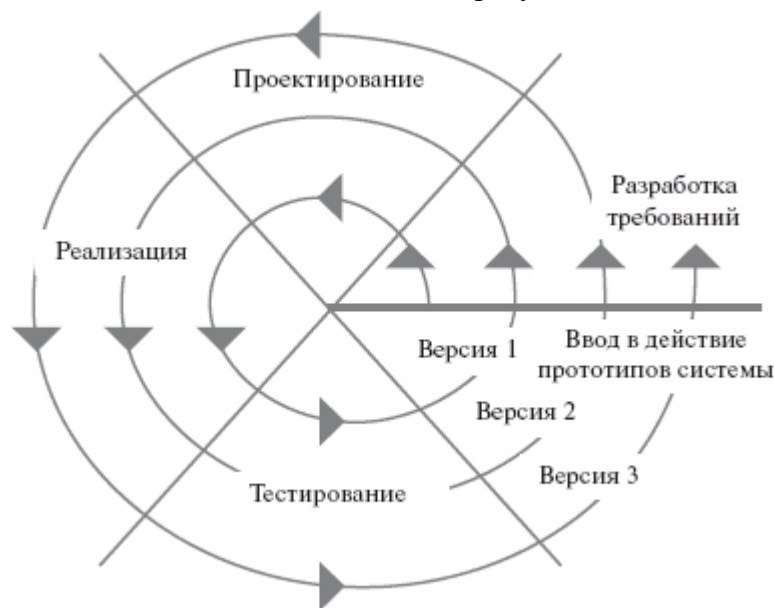 Проектирование
Разработка
требований
Реализация
Версия 1
Ввод в действие
прототипов системы
Версия 2
Версия 3
Тестирование